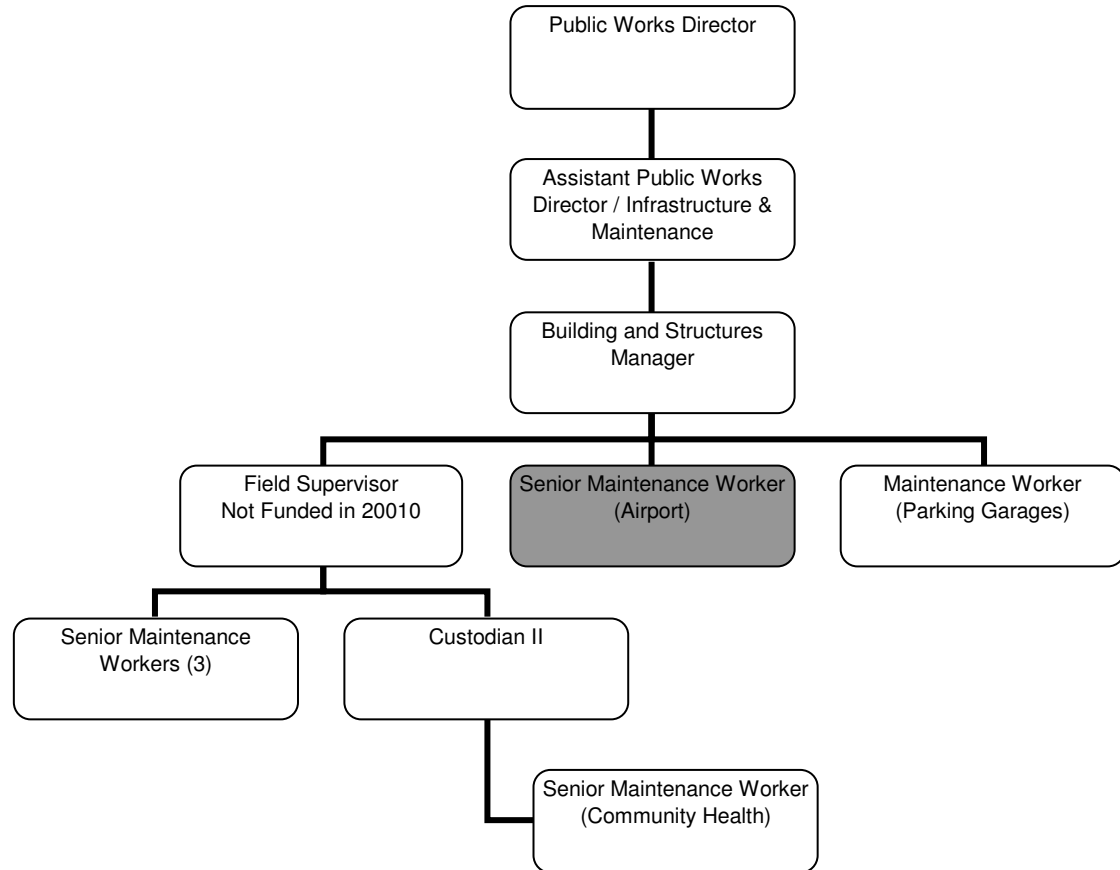 Public Works Director
Assistant Public Works
Director / Infrastructure &
Maintenance
Building and Structures
Manager
Field Supervisor
Not Funded in 20010
Senior Maintenance Worker
(Airport)
Maintenance Worker
(Parking Garages)
Senior Maintenance
Workers (3)
Custodian II
Senior Maintenance Worker
(Community Health)